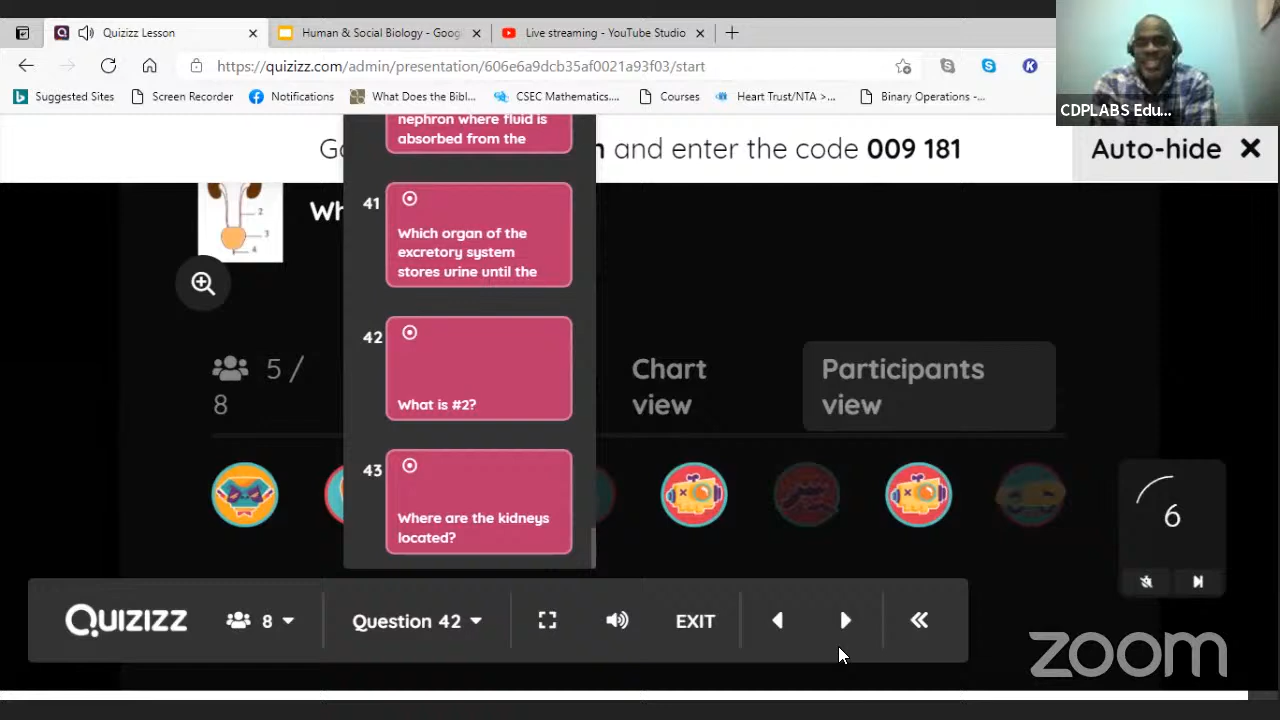 Quizizz Lesson
Human & Social Biology - Goog
Live streaming - YouTube Studio
https://quizizz.com/admin/presentation/606e6a9dcb35af0021a93f03/start
Suggested Sites
Screen Recorder
Notifications
What Does the Bibl...
CSEC Mathematics....
Courses
Heart Trust/NTA >...
Binary Operations -...
CDPLABS Edu...
and enter the code 009 181
Auto-hide
nephron where fluid is
absorbed from the
2
3
4
Wh
41
Which organ of the
excretory system
stores urine until the
42
What is #2?
43
Where are the kidneys
located?
5 /
8
Chart
view
Participants
view
6
Quizizz
8
Question 42
EXIT
zoom